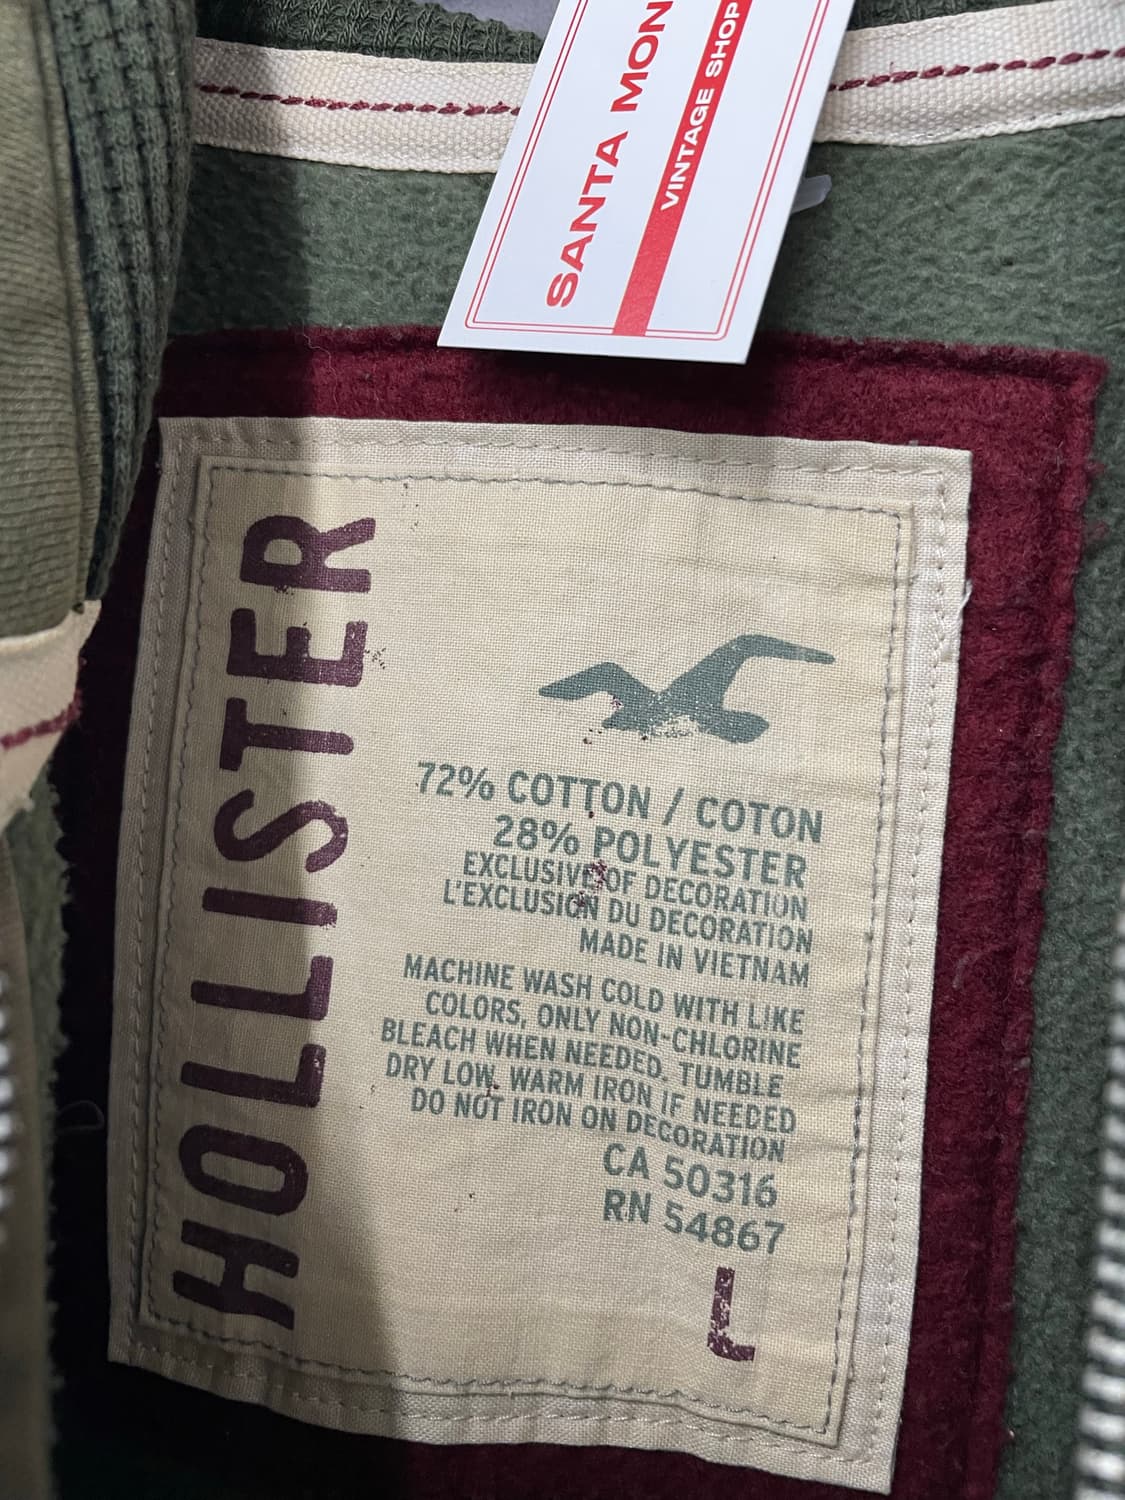 SANTA MON
VINTAGE SHOP
HOLLISTER
72% COTTON / COTON
28% POLYESTER
EXCLUSIVE OF DECORATION
L'EXCLUSION DU DECORATION
MADE IN VIETNAM
MACHINE WASH COLD WITH LIKE
COLORS, ONLY NON-CHLORINE
BLEACH WHEN NEEDED. TUMBLE
DRY LOW, WARM IRON IF NEEDED
DO NOT IRON ON DECORATION
CA 50316
RN 54867
L